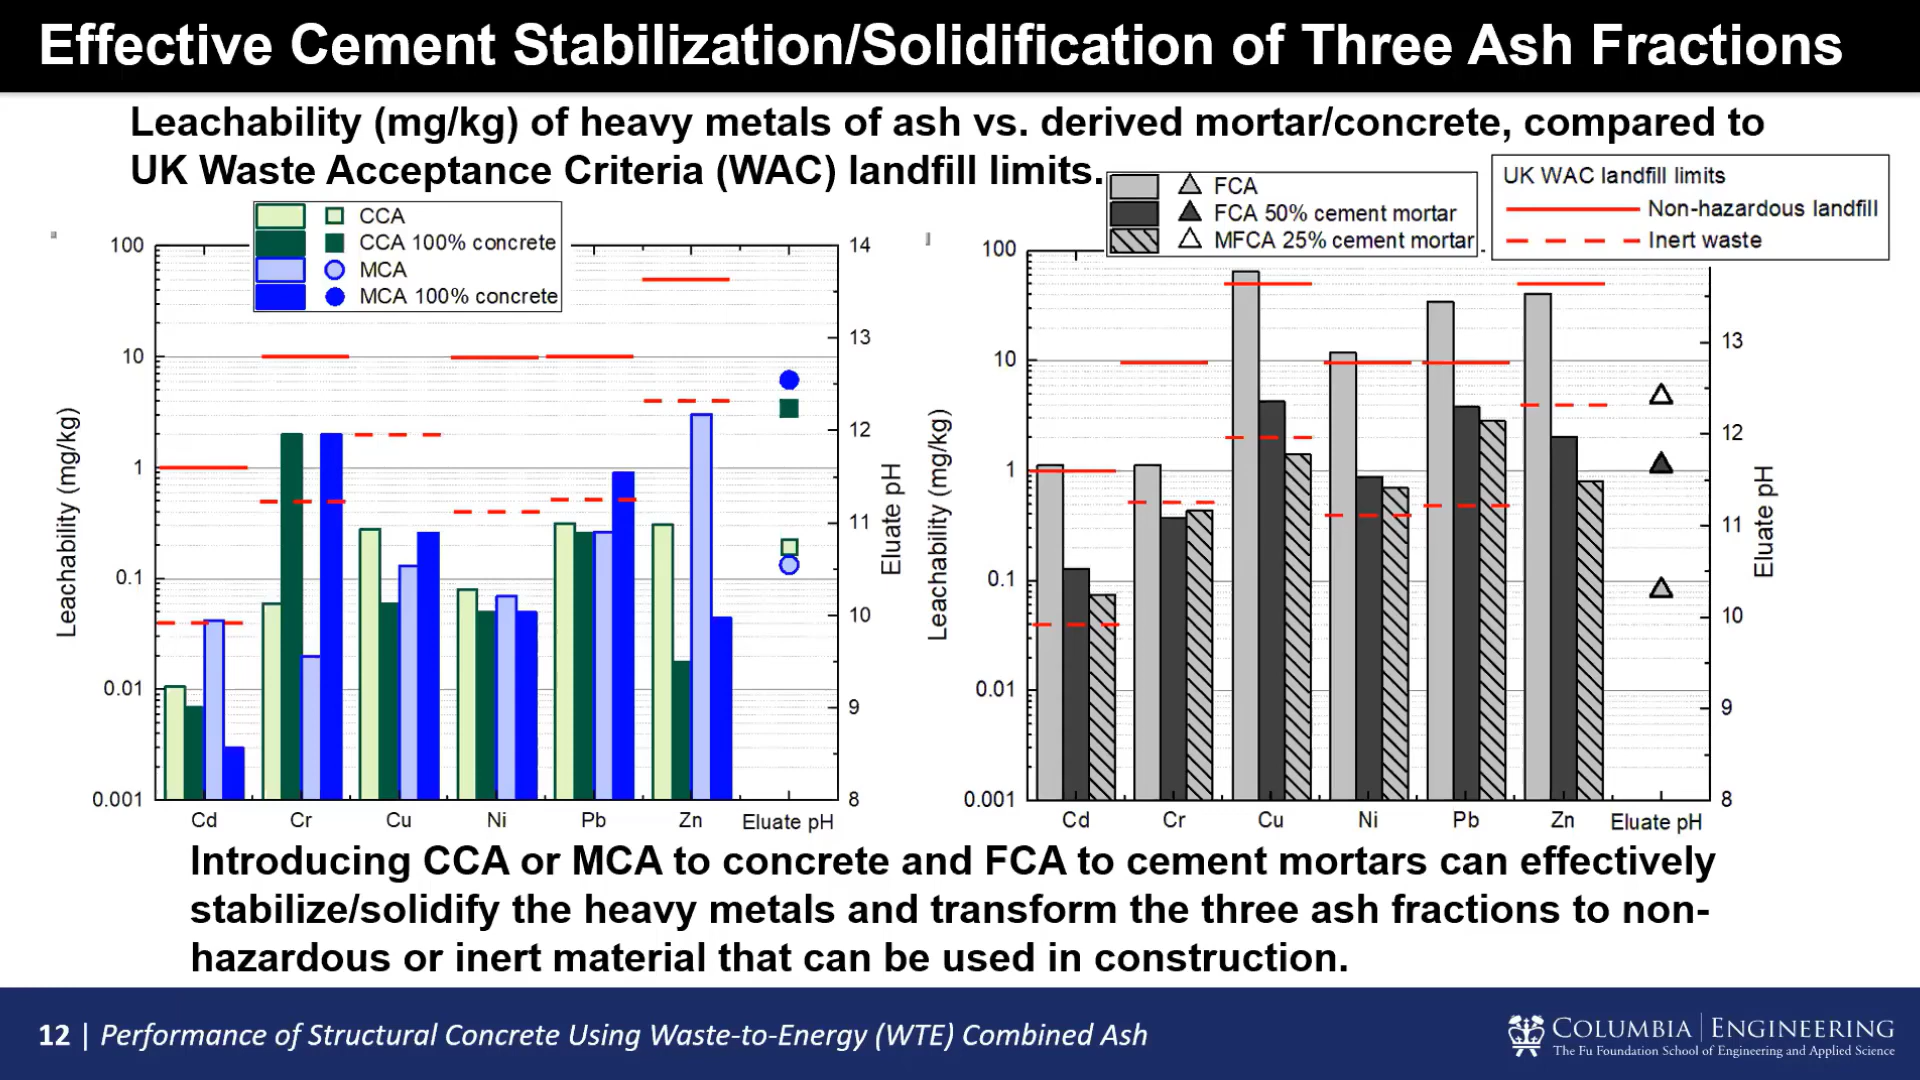 Effective Cement Stabilization/Solidification of Three Ash Fractions
Leachability (mg/kg) of heavy metals of ash vs. derived mortar/concrete, compared to
UK Waste Acceptance Criteria (WAC) landfill limits.
CCA
CCA 100% concrete
MCA
MCA 100% concrete
100
10
1
0.1
0.01
0.001
Leachability (mg/kg)
14
13
12
11
10
9
8
Eluate pH
Cd Cr Cu Ni Pb Zn Eluate pH
FCA
FCA 50% cement mortar
MFCA 25% cement mortar
UK WAC landfill limits
Non-hazardous landfill
Inert waste
100
10
1
0.1
0.01
0.001
Leachability (mg/kg)
13
12
11
10
9
8
Eluate pH
Cd Cr Cu Ni Pb Zn Eluate pH
Introducing CCA or MCA to concrete and FCA to cement mortars can effectively
stabilize/solidify the heavy metals and transform the three ash fractions to non-
hazardous or inert material that can be used in construction.
12 | Performance of Structural Concrete Using Waste-to-Energy (WTE) Combined Ash
COLUMBIA | ENGINEERING
The Fu Foundation School of Engineering and Applied Science